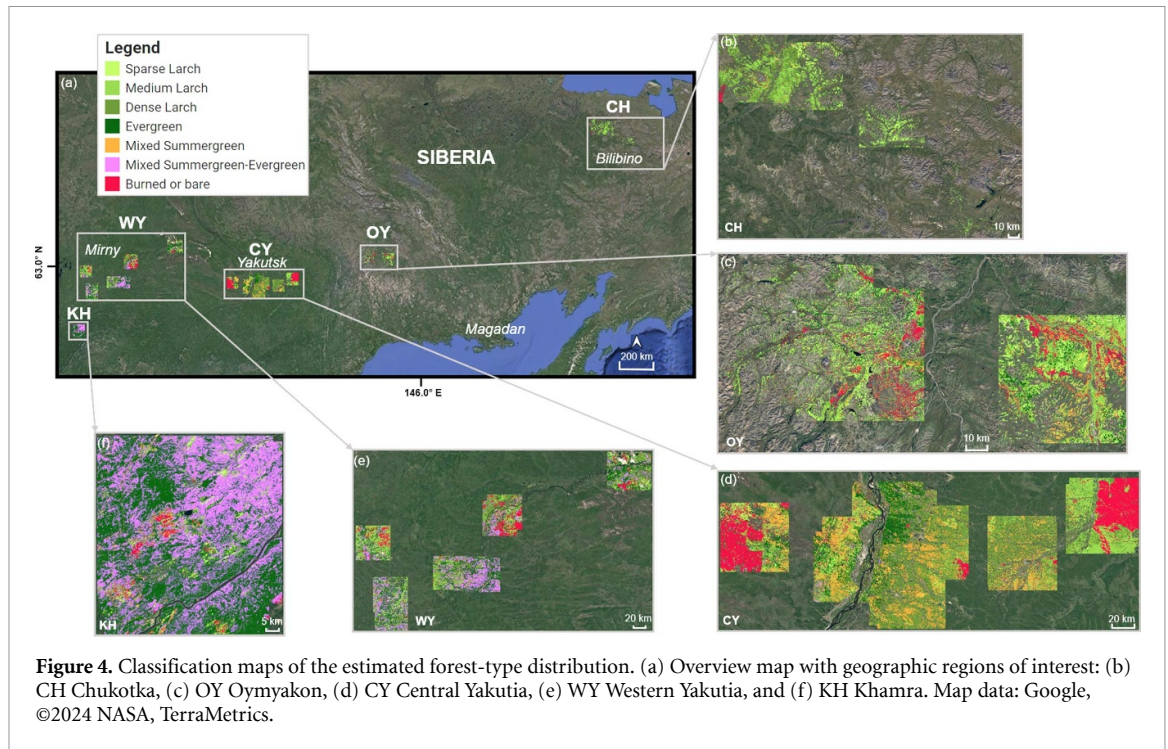 Legend
Sparse Larch
Medium Larch
Dense Larch
Evergreen
Mixed Summergreen
Mixed Summergreen-Evergreen
Burned or bare
(a)
SIBERIA
CH
Bilibino
WY
Mirny
CY
Yakutsk
OY
63.0° N
KH
Magadan
200 km
146.0° E
(b)
CH
10 km
(c)
OY
10 km
(f)
KH
5 km
(e)
WY
20 km
(d)
CY
20 km
Figure 4. Classification maps of the estimated forest-type distribution. (a) Overview map with geographic regions of interest: (b)
CH Chukotka, (c) OY Oymyakon, (d) CY Central Yakutia, (e) WY Western Yakutia, and (f) KH Khamra. Map data: Google,
©2024 NASA, TerraMetrics.